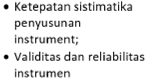 • Ketepatan sistimatika
penyusunan
instrument;
• Validitas dan reliabilitas
instrumen